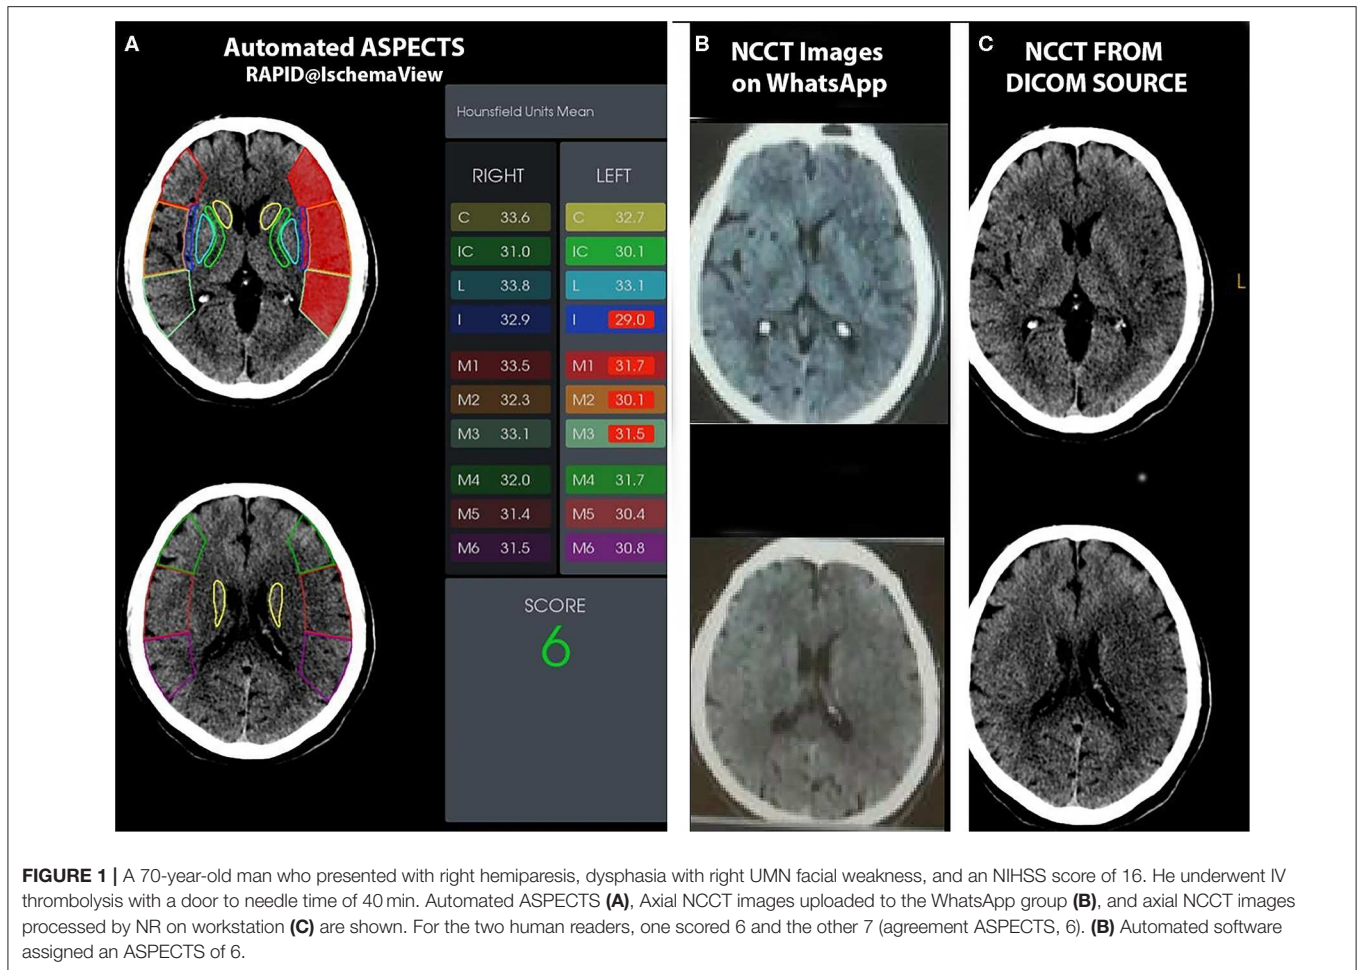 A
Automated ASPECTS
RAPID@IschemaView
Hounsfield Units Mean
RIGHT LEFT
C 33.6 C 32.7
IC 31.0 IC 30.1
L 33.8 L 33.1
I 32.9 I 29.0
M1 33.5 M1 31.7
M2 32.3 M2 30.1
M3 33.1 M3 31.5
M4 32.0 M4 31.7
M5 31.4 M5 30.4
M6 31.5 M6 30.8
SCORE
6
B
NCCT Images
on WhatsApp
C
NCCT FROM
DICOM SOURCE
L
FIGURE 1 | A 70-year-old man who presented with right hemiparesis, dysphasia with right UMN facial weakness, and an NIHSS score of 16. He underwent IV
thrombolysis with a door to needle time of 40 min. Automated ASPECTS (A), Axial NCCT images uploaded to the WhatsApp group (B), and axial NCCT images
processed by NR on workstation (C) are shown. For the two human readers, one scored 6 and the other 7 (agreement ASPECTS, 6). (B) Automated software
assigned an ASPECTS of 6.